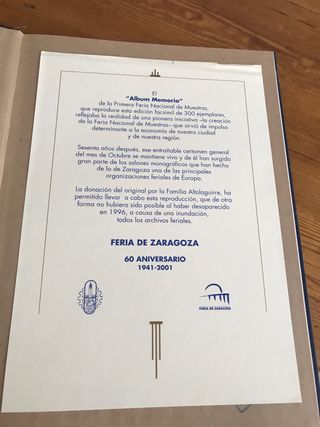 El
"Album Memoria"
de la Primera Feria Nacional de Muestras,
que reproduce esta edición facsímil de 300 ejemplares,
reflejaba la realidad de una pionera iniciativa -la creación
de la Feria Nacional de Muestras- que sirvió de impulso
determinante a la economía de nuestra ciudad
y de nuestra región.
Sesenta años después, ese entrañable certamen general
del mes de Octubre se mantiene vivo y de él han surgido
gran parte de los salones monográficos que han hecho
de la de Zaragoza una de las principales
organizaciones feriales de Europa.
La donación del original por la Familia Altolaguirre, ha
permitido llevar a cabo esta reproducción, que de otra
forma no hubiera sido posible al haber desaparecido
en 1996, a causa de una inundación,
todos los archivos feriales.
FERIA DE ZARAGOZA
60 ANIVERSARIO
1941-2001
FERIA DE ZARAGOZA